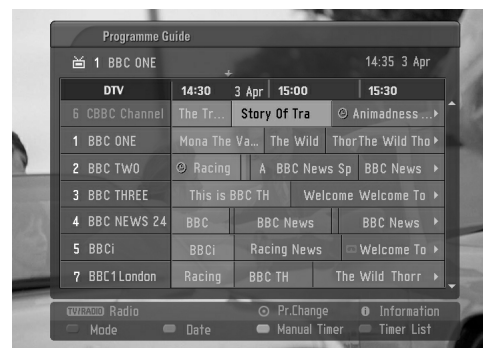 Programme Guide
1 BBC ONE 14:35 3 Apr
DTV 14:30 3 Apr 15:00 15:30
6 CBBC Channel The Tr... Story Of Tra Animadness ...
1 BBC ONE Mona The Va... The Wild ThorThe Wild Tho
2 BBC TWO Racing A BBC News Sp BBC News
3 BBC THREE This is BBC TH Welcome Welcome To
4 BBC NEWS 24 BBC BBC News BBC News
5 BBCi BBCi Racing News Welcome To
7 BBC1 London Racing BBC TH The Wild Thorr
TV/RADIO Radio Pr.Change Information
Mode Date Manual Timer Timer List